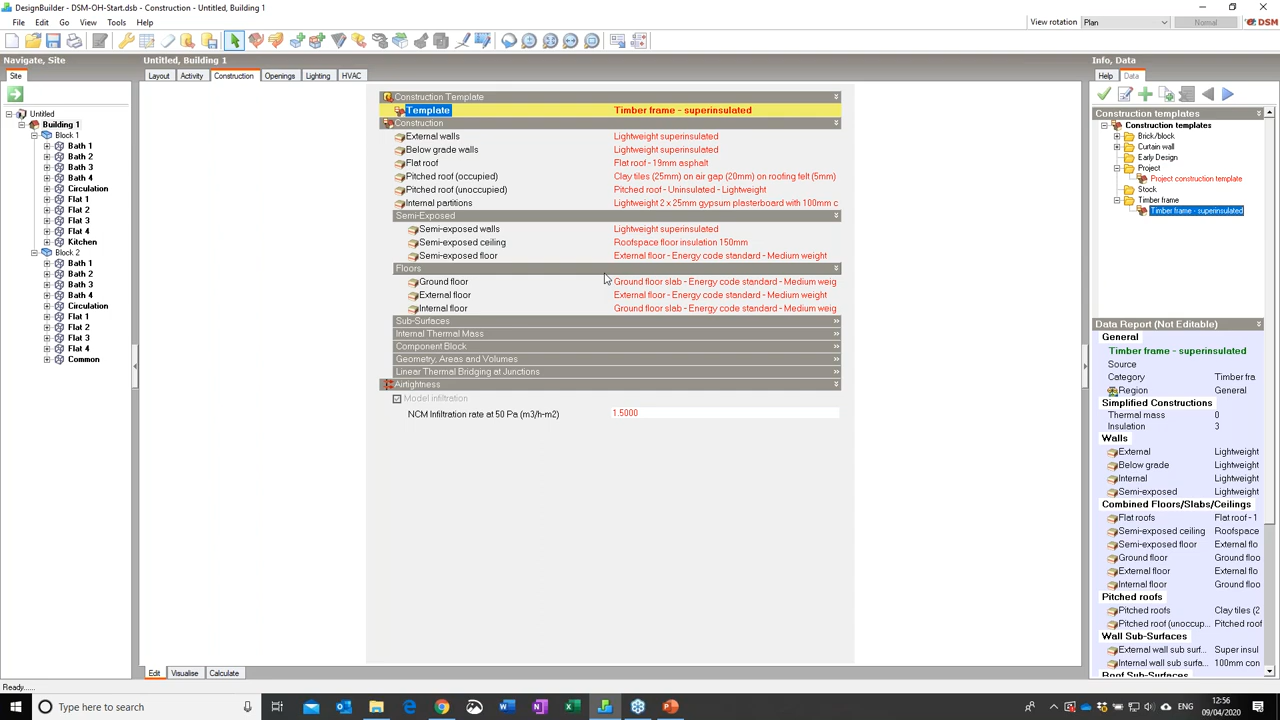 DesignBuilder - DSM-OH-Start.dsb - Construction - Untitled, Building 1
File Edit Go View Tools Help
View rotation Plan Normal DSM
Navigate, Site
Site
Untitled
Building 1
Block 1
Bath 1
Bath 2
Bath 3
Bath 4
Circulation
Flat 1
Flat 2
Flat 3
Flat 4
Kitchen
Block 2
Bath 1
Bath 2
Bath 3
Bath 4
Circulation
Flat 1
Flat 2
Flat 3
Flat 4
Common
Untitled, Building 1
Layout Activity Construction Openings Lighting HVAC
Construction Template
Template Timber frame - superinsulated
Construction
External walls Lightweight superinsulated
Below grade walls Lightweight superinsulated
Flat roof Flat roof - 19mm asphalt
Pitched roof (occupied) Clay tiles (25mm) on air gap (20mm) on roofing felt (5mm)
Pitched roof (unoccupied) Pitched roof - Uninsulated - Lightweight
Internal partitions Lightweight 2 x 25mm gypsum plasterboard with 100mm c
Semi-Exposed
Semi-exposed walls Lightweight superinsulated
Semi-exposed ceiling Roofspace floor insulation 150mm
Semi-exposed floor External floor - Energy code standard - Medium weight
Floors
Ground floor Ground floor slab - Energy code standard - Medium weig
External floor External floor - Energy code standard - Medium weight
Internal floor Ground floor slab - Energy code standard - Medium weig
Sub-Surfaces
Internal Thermal Mass
Component Block
Geometry, Areas and Volumes
Linear Thermal Bridging at Junctions
Airtightness
Model infiltration
NCM Infiltration rate at 50 Pa (m3/h-m2) 1.5000
Edit Visualise Calculate
Info, Data
Help Data
Construction templates
Construction templates
Brick/block
Curtain wall
Early Design
Project
Project construction template
Stock
Timber frame
Timber frame - superinsulated
Data Report (Not Editable)
General
Timber frame - superinsulated
Source
Category Timber fra
Region General
Simplified Constructions
Thermal mass 0
Insulation 3
Walls
External Lightweight
Below grade Lightweight
Internal Lightweight
Semi-exposed Lightweight
Combined Floors/Slabs/Ceilings
Flat roofs Flat roof - 1
Semi-exposed ceiling Roofspace
Semi-exposed floor External flo
Ground floor Ground floo
External floor External flo
Internal floor Ground floo
Pitched roofs
Pitched roofs Clay tiles (2
Pitched roof (unoccup... Pitched roof
Wall Sub-Surfaces
External wall sub surf... Super insul
Internal wall sub surfa... 100mm con
Roof Sub-Surfaces
Ready.....
Type here to search
ENG
12:56
09/04/2020